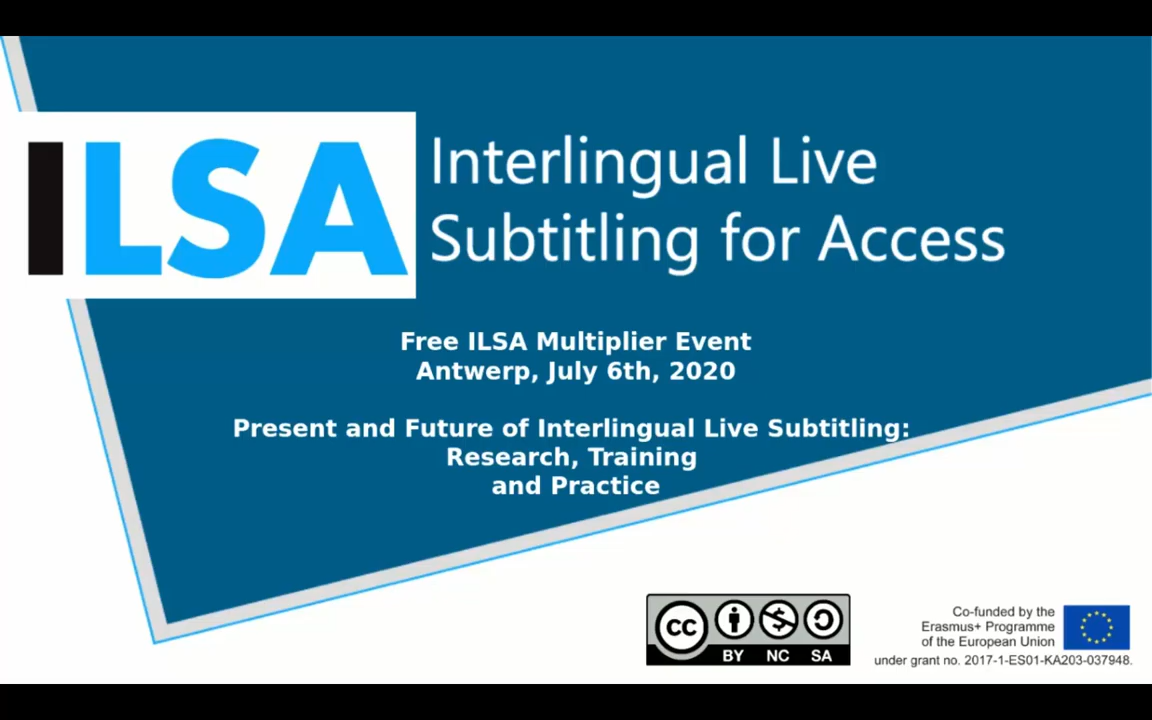 ILSA
Interlingual Live
Subtitling for Access
Free ILSA Multiplier Event
Antwerp, July 6th, 2020
Present and Future of Interlingual Live Subtitling:
Research, Training
and Practice
cc
BY NC SA
Co-funded by the
Erasmus+ Programme
of the European Union
under grant no. 2017-1-ES01-KA203-037948.